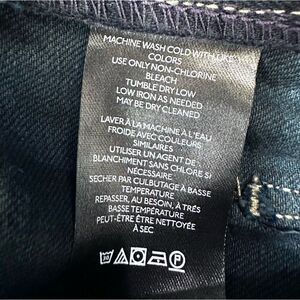 MACHINE WASH COLD WITH LIKE
COLORS
USE ONLY NON-CHLORINE
BLEACH
TUMBLE DRY LOW
LOW IRON AS NEEDED
MAY BE DRY CLEANED
LAVER À LA MACHINE À L'EAU
FROIDE AVEC COULEURS
SIMILAIRES
UTILISER UN AGENT DE
BLANCHIMENT SANS CHLORE SI
NÉCESSAIRE
SECHER PAR CULBUTAGE À BASSE
TEMPERATURE
REPASSER, AU BESOIN, À TRÈS
BASSE TEMPÉRATURE
PEUT-ÊTRE ÊTRE NETTOYÉE
À SEC